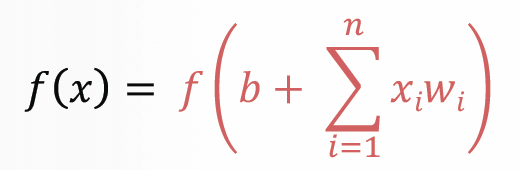 f(x) = f(b + ∑_{i=1}^{n} x_i w_i)